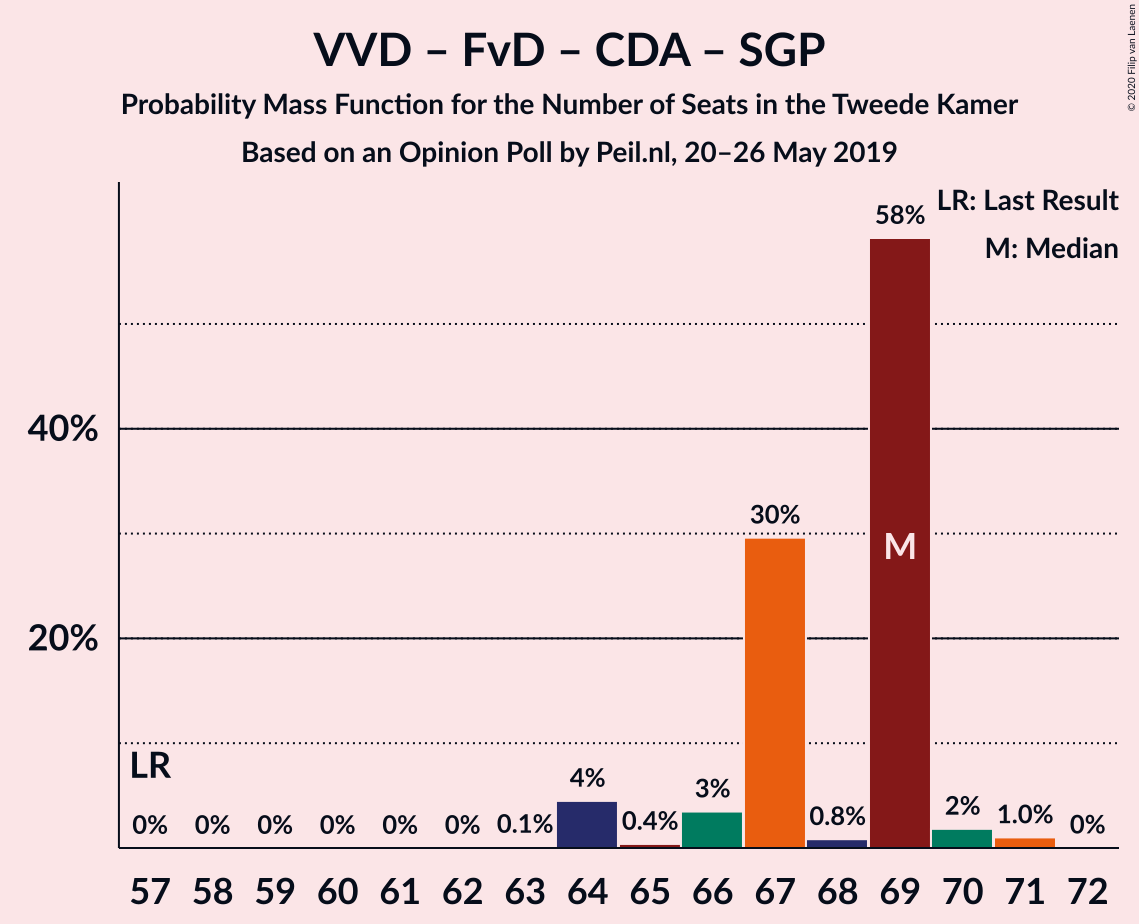 VVD – FvD – CDA – SGP
Probability Mass Function for the Number of Seats in the Tweede Kamer
Based on an Opinion Poll by Peil.nl, 20–26 May 2019
© 2020 Filip van Laenen
LR: Last Result
M: Median
58%
40%
30%
M
20%
LR
4%
3%
2%
1.0%
0.8%
0.4%
0.1%
0% 0% 0% 0% 0% 0% 0%
57 58 59 60 61 62 63 64 65 66 67 68 69 70 71 72